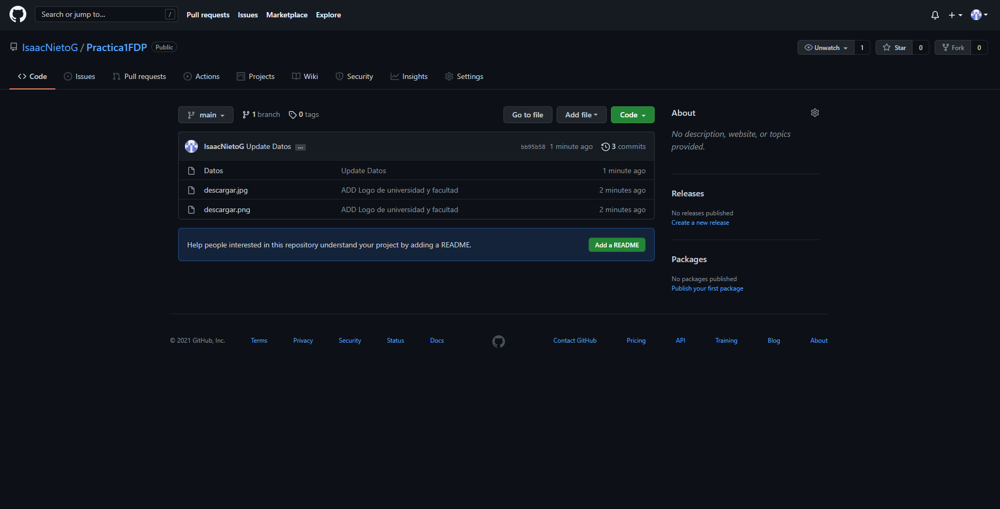 Search or jump to... /
Pull requests Issues Marketplace Explore
IsaacNietoG / Practica1FDP Public
Unwatch 1 Star 0 Fork 0
Code Issues Pull requests Actions Projects Wiki Security Insights Settings
main 1 branch 0 tags
Go to file Add file Code
IsaacNietoG Update Datos ... bb95b58 1 minute ago 3 commits
Datos Update Datos 1 minute ago
descargar.jpg ADD Logo de universidad y facultad 2 minutes ago
descargar.png ADD Logo de universidad y facultad 2 minutes ago
Help people interested in this repository understand your project by adding a README. Add a README
About
No description, website, or topics
provided.
Releases
No releases published
Create a new release
Packages
No packages published
Publish your first package
© 2021 GitHub, Inc. Terms Privacy Security Status Docs Contact GitHub Pricing API Training Blog About